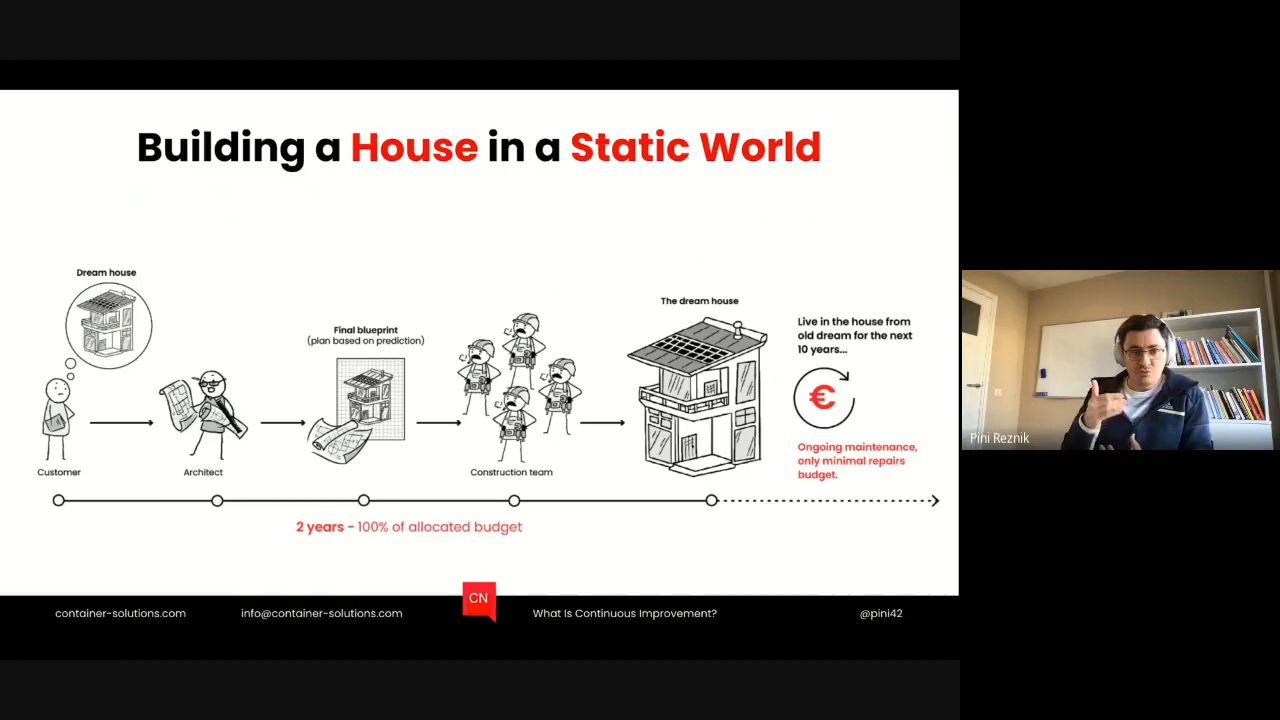 Building a House in a Static World
Dream house
Final blueprint
(plan based on prediction)
The dream house
Live in the house from
old dream for the next
10 years...
€
Ongoing maintenance,
only minimal repairs
budget.
Customer
Architect
Construction team
2 years - 100% of allocated budget
container-solutions.com
info@container-solutions.com
CN
What Is Continuous Improvement?
@pini42
Pini Reznik